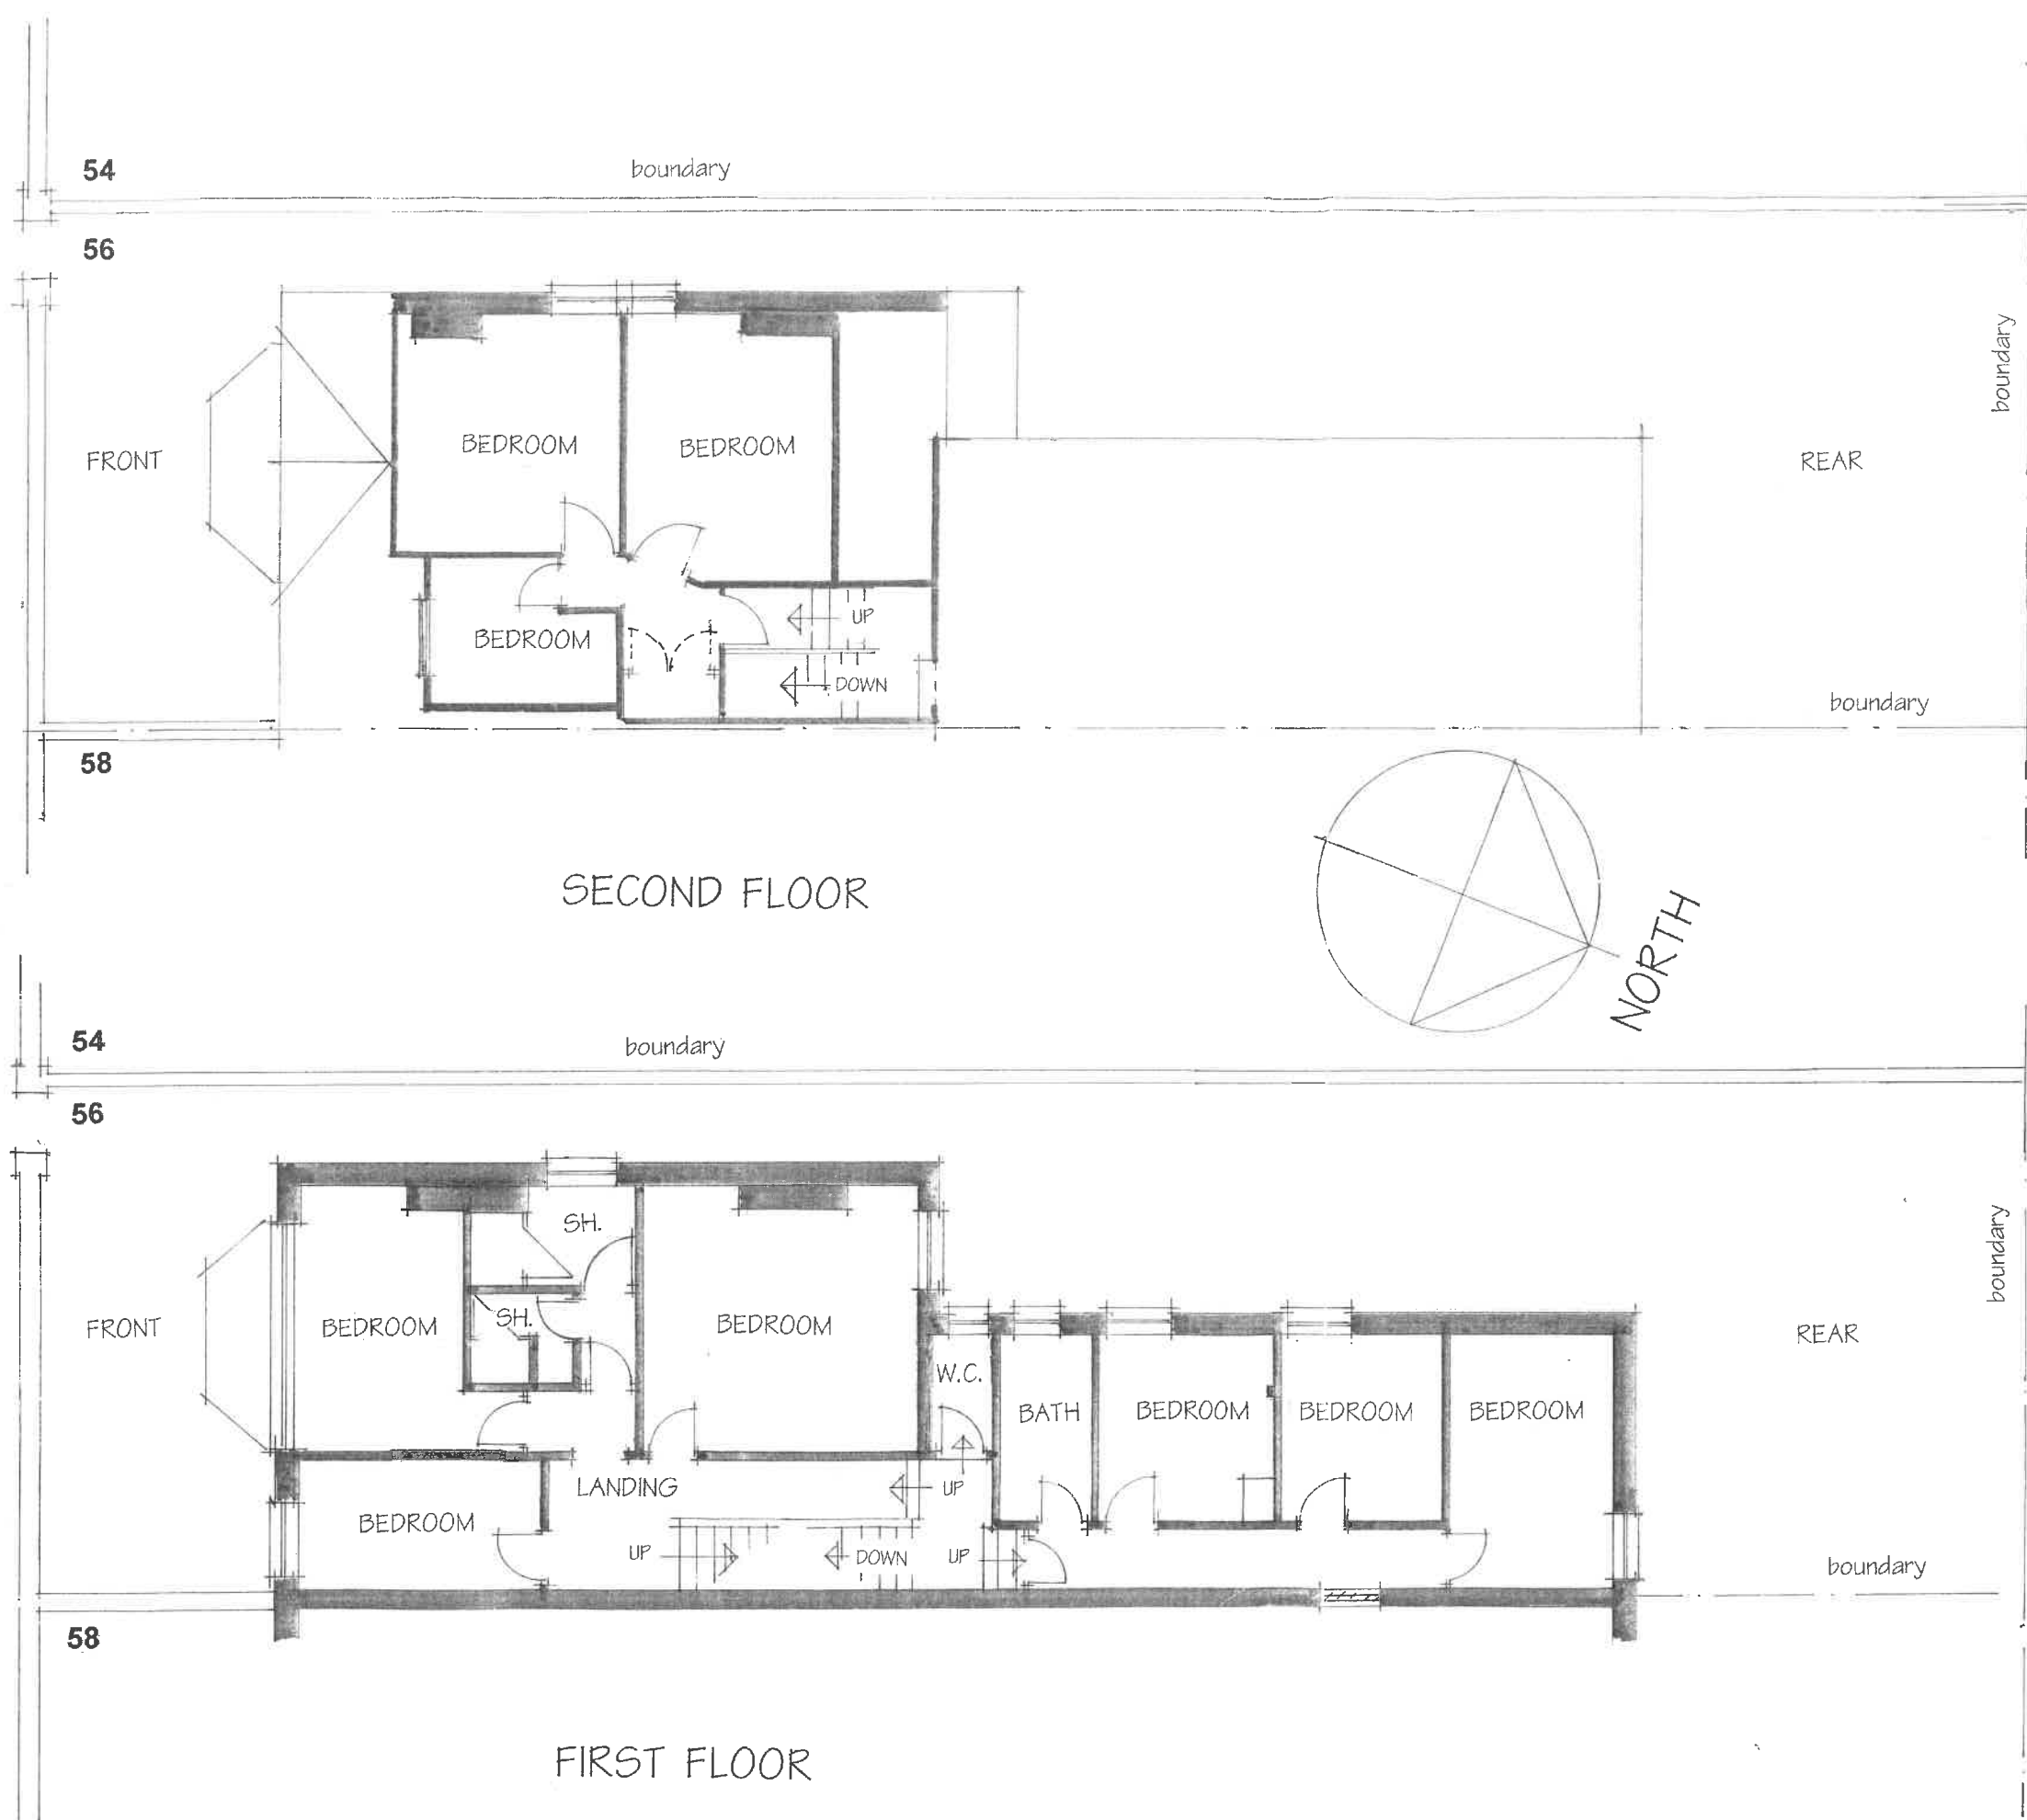 54
boundary
56
boundary
BEDROOM
BEDROOM
FRONT
REAR
UP
BEDROOM
DOWN
boundary
58
SECOND FLOOR
NORTH
54
boundary
56
SH.
boundary
SH.
FRONT
BEDROOM
BEDROOM
REAR
W.C.
BATH
BEDROOM
BEDROOM
BEDROOM
LANDING
UP
BEDROOM
UP
DOWN
UP
boundary
58
FIRST FLOOR